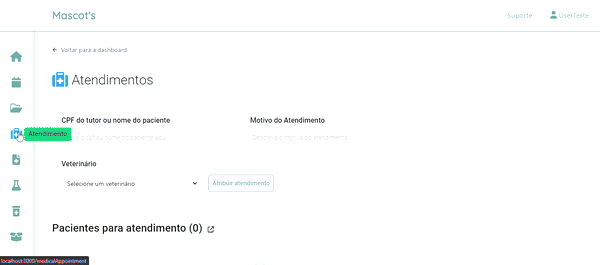 Mascot's
Suporte
UserTeste
Voltar para a dashboard
Atendimentos
CPF do tutor ou nome do paciente
Motivo do Atendimento
Atendimento
cpf ou nome do paciente aqui
Descreva o motivo do atendimento
Veterinário
Selecione um veterinário
Atribuir atendimento
Pacientes para atendimento (0)
localhost:3000/medicalAppointment